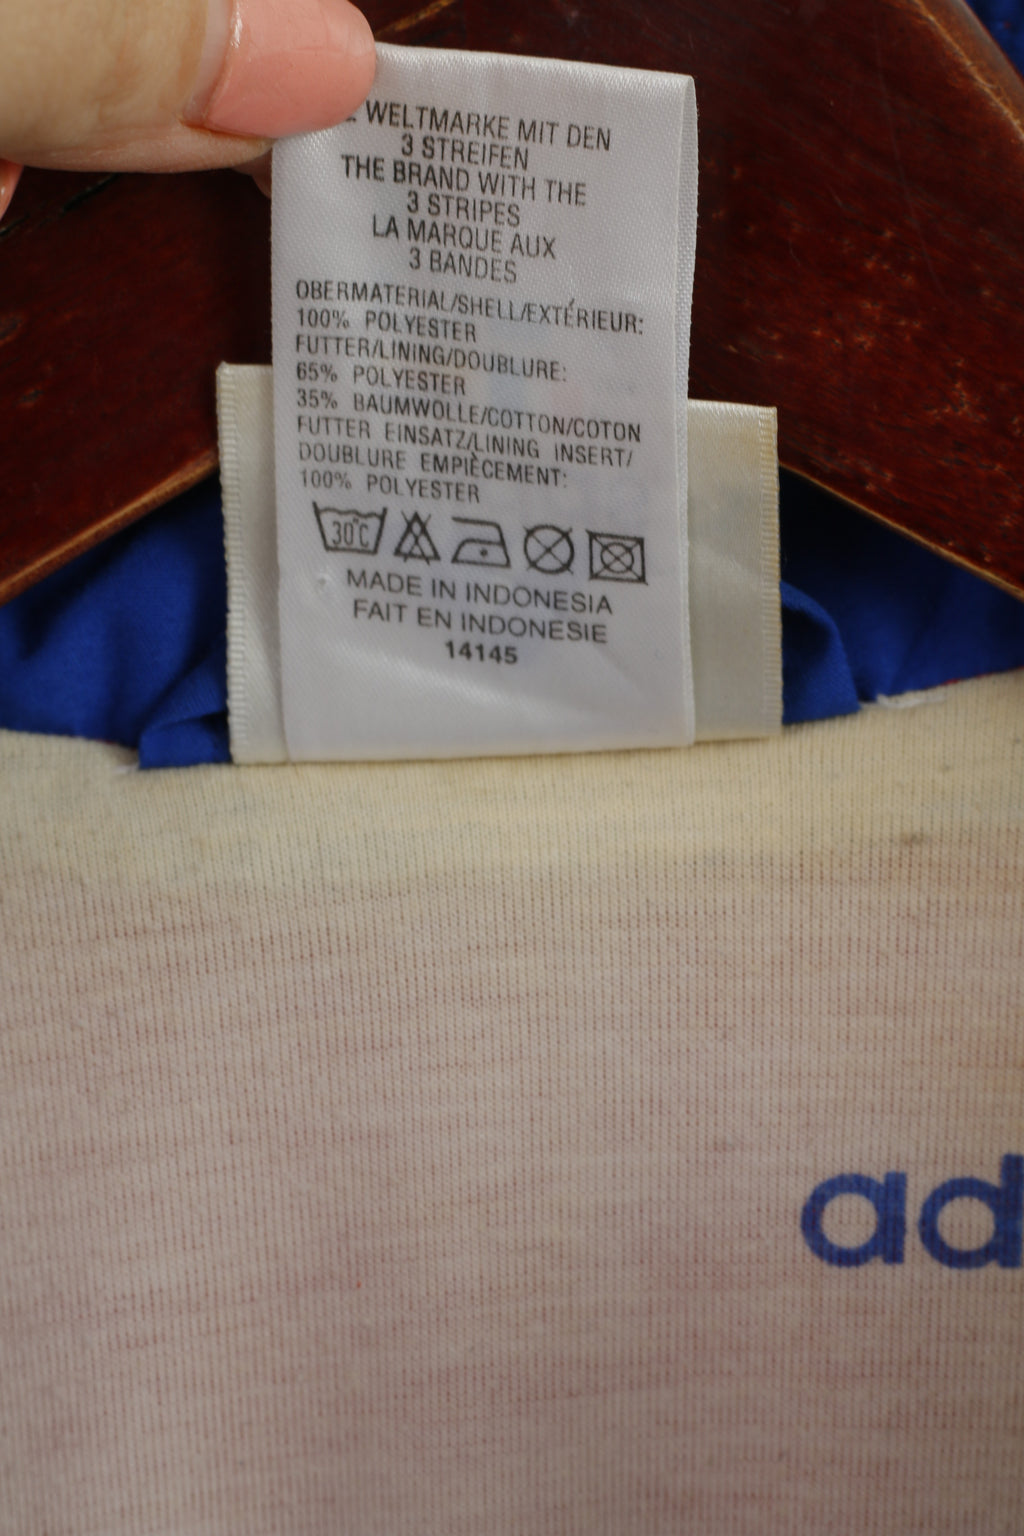 WELTMARKE MIT DEN
3 STREIFEN
THE BRAND WITH THE
3 STRIPES
LA MARQUE AUX
3 BANDES
OBERMATERIAL/SHELL/EXTÉRIEUR:
100% POLYESTER
FUTTER/LINING/DOUBLURE:
65% POLYESTER
35% BAUMWOLLE/COTTON/COTON
FUTTER EINSATZ/LINING INSERT/
DOUBLURE EMPIÈCEMENT:
100% POLYESTER
30°C
MADE IN INDONESIA
FAIT EN INDONESIE
14145
ad